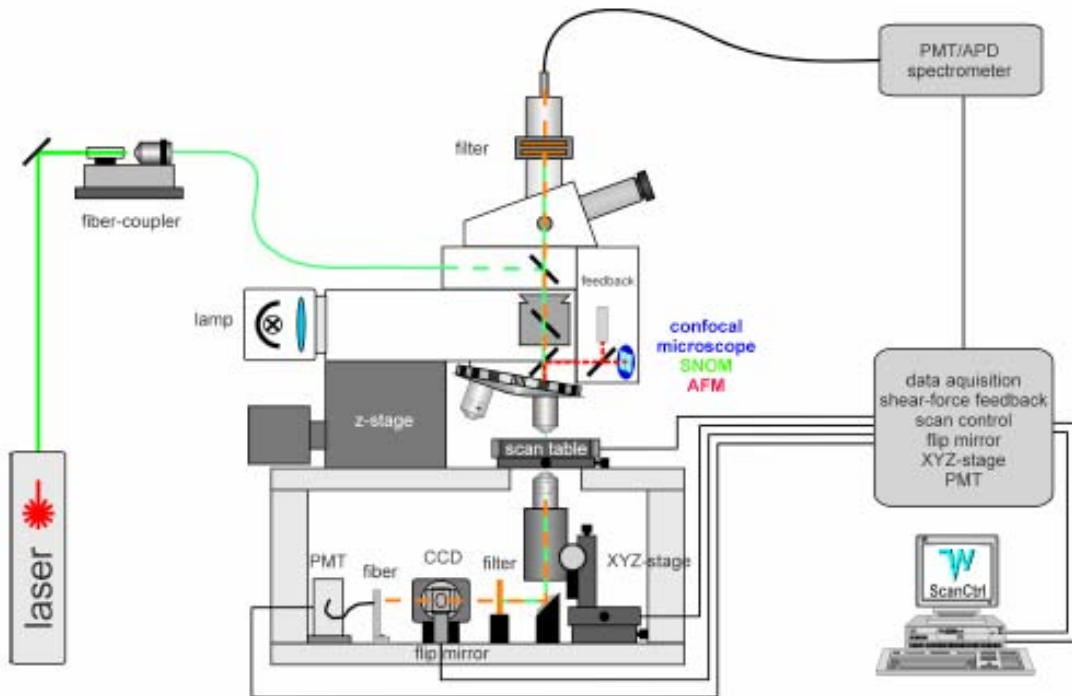 PMT/APD
spectrometer
filter
fiber-coupler
feedback
lamp
confocal
microscope
SNOM
AFM
data aquisition
shear-force feedback
scan control
flip mirror
XYZ-stage
PMT
z-stage
scan table
laser
PMT
fiber
CCD
filter
XYZ-stage
flip mirror
W
ScanCtrl